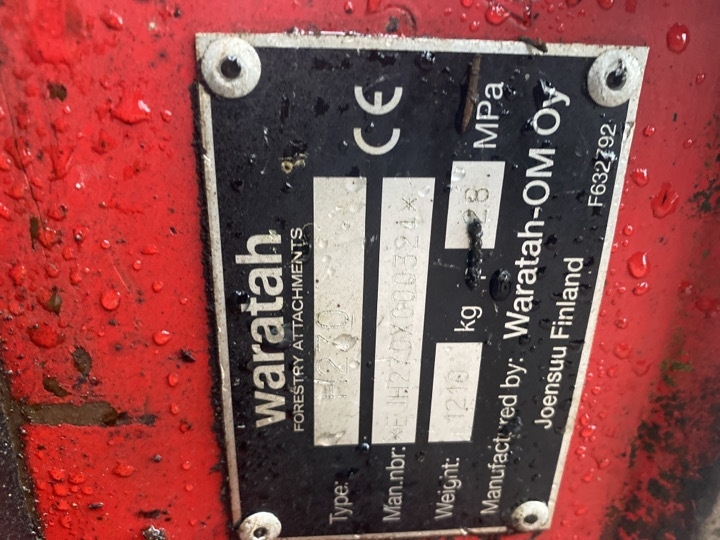 Waratah
FORESTRY ATTACHMENTS
CE
Type: H270
Man.nbr:
Weight: 1210 kg 28 MPa
Manufactured by: Waratah-OM Oy
Joensuu Finland
F632792